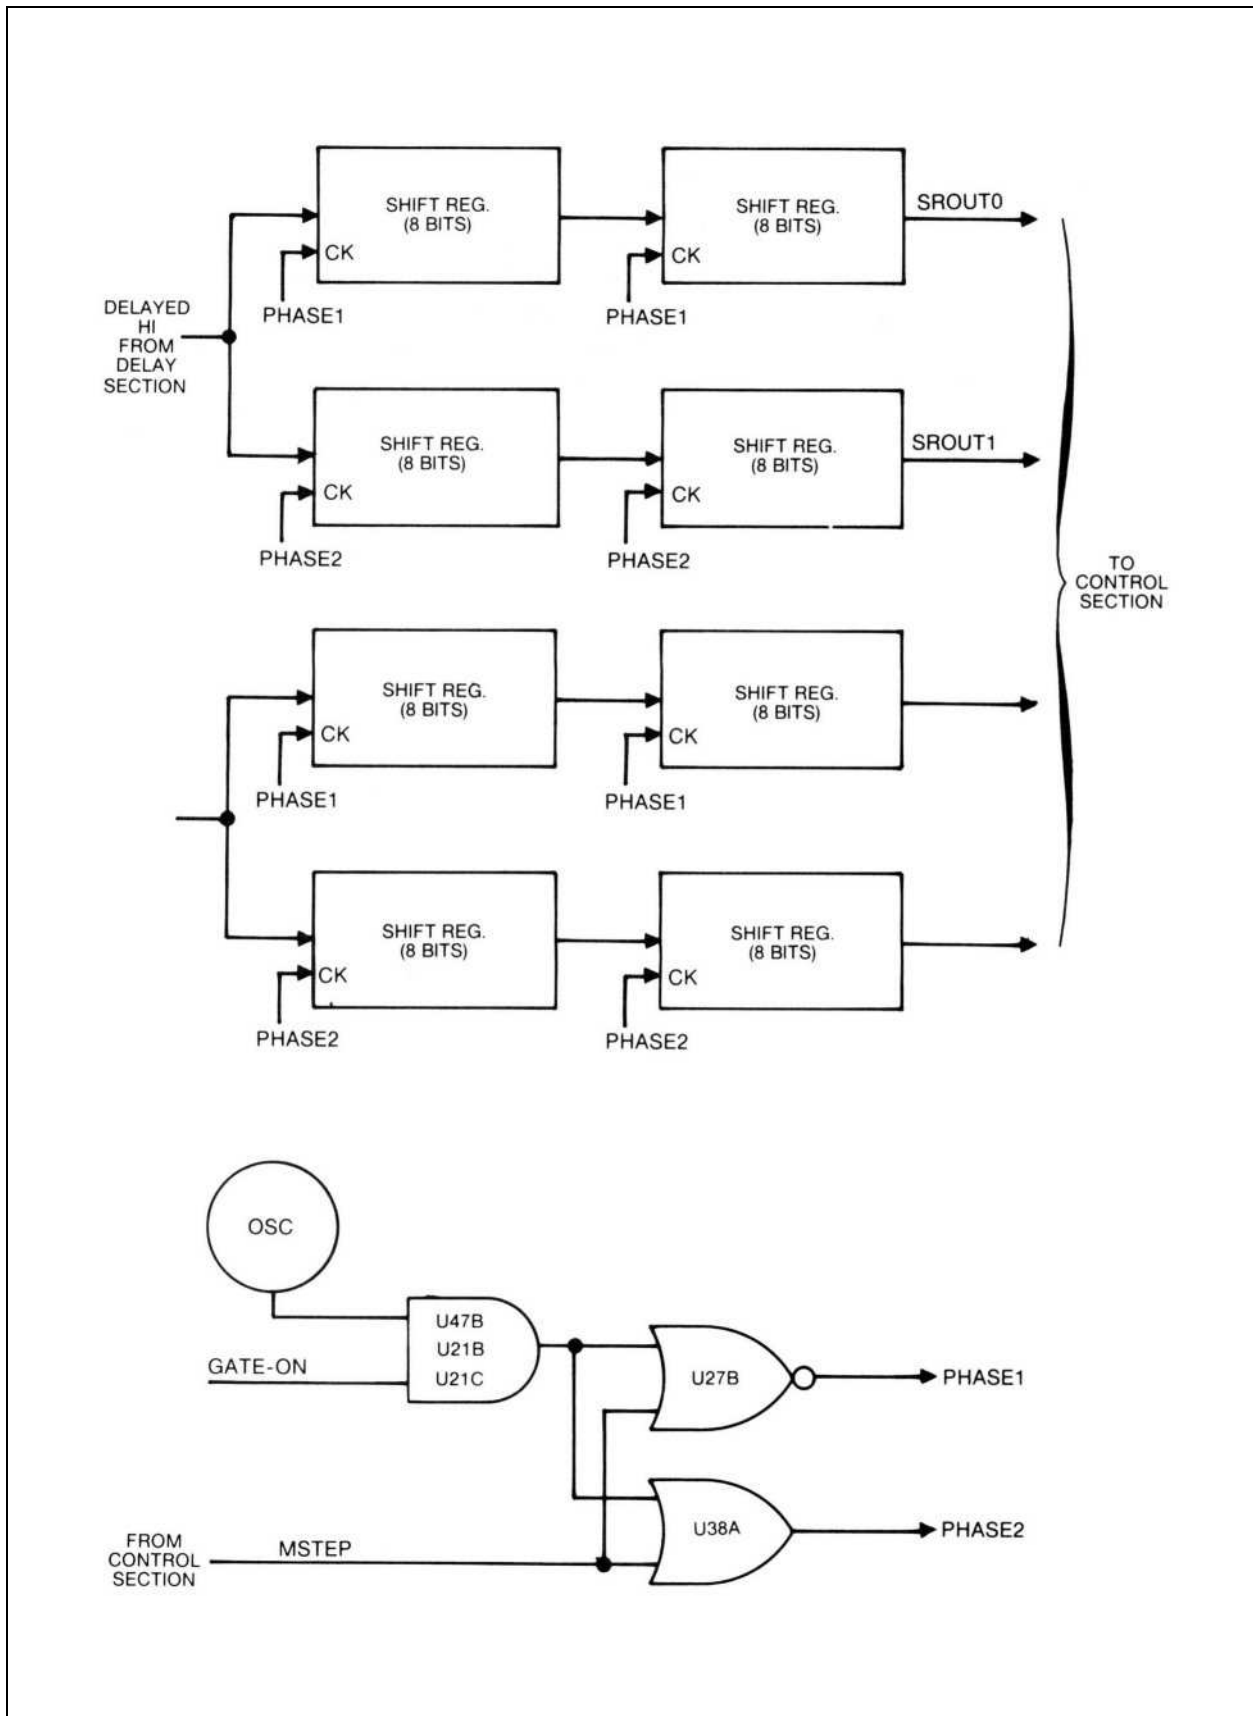 SHIFT REG.
(8 BITS)
CK
PHASE1
SHIFT REG.
(8 BITS)
CK
PHASE1
SROUT0
DELAYED
HI
FROM
DELAY
SECTION
SHIFT REG.
(8 BITS)
CK
PHASE2
SHIFT REG.
(8 BITS)
CK
PHASE2
SROUT1
TO
CONTROL
SECTION
SHIFT REG.
(8 BITS)
CK
PHASE1
SHIFT REG.
(8 BITS)
CK
PHASE1
SHIFT REG.
(8 BITS)
CK
PHASE2
SHIFT REG.
(8 BITS)
CK
PHASE2
OSC
GATE-ON
U47B
U21B
U21C
U27B
PHASE1
U38A
PHASE2
FROM
CONTROL
SECTION
MSTEP